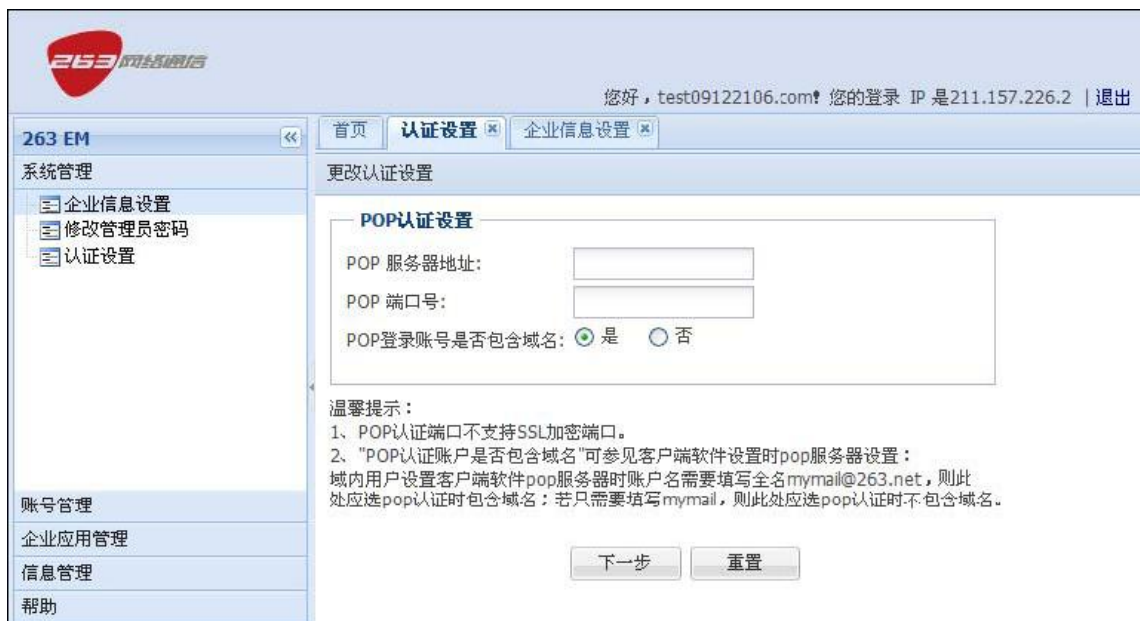 263网络通信
您好，test09122106.com! 您的登录 IP 是211.157.226.2 | 退出
263 EM
首页 认证设置 企业信息设置
系统管理
更改认证设置
企业信息设置
修改管理员密码
认证设置
POP认证设置
POP 服务器地址:
POP 端口号:
POP登录账号是否包含域名: 是 否
温馨提示：
1、POP认证端口不支持SSL加密端口。
2、"POP认证账户是否包含域名"可参见客户端软件设置时pop服务器设置：
域内用户设置客户端软件pop服务器时账户名需要填写全名mymail@263.net，则此
处应选pop认证时包含域名；若只需要填写mymail，则此处应选pop认证时不包含域名。
账号管理
企业应用管理
信息管理
帮助
下一步 重置